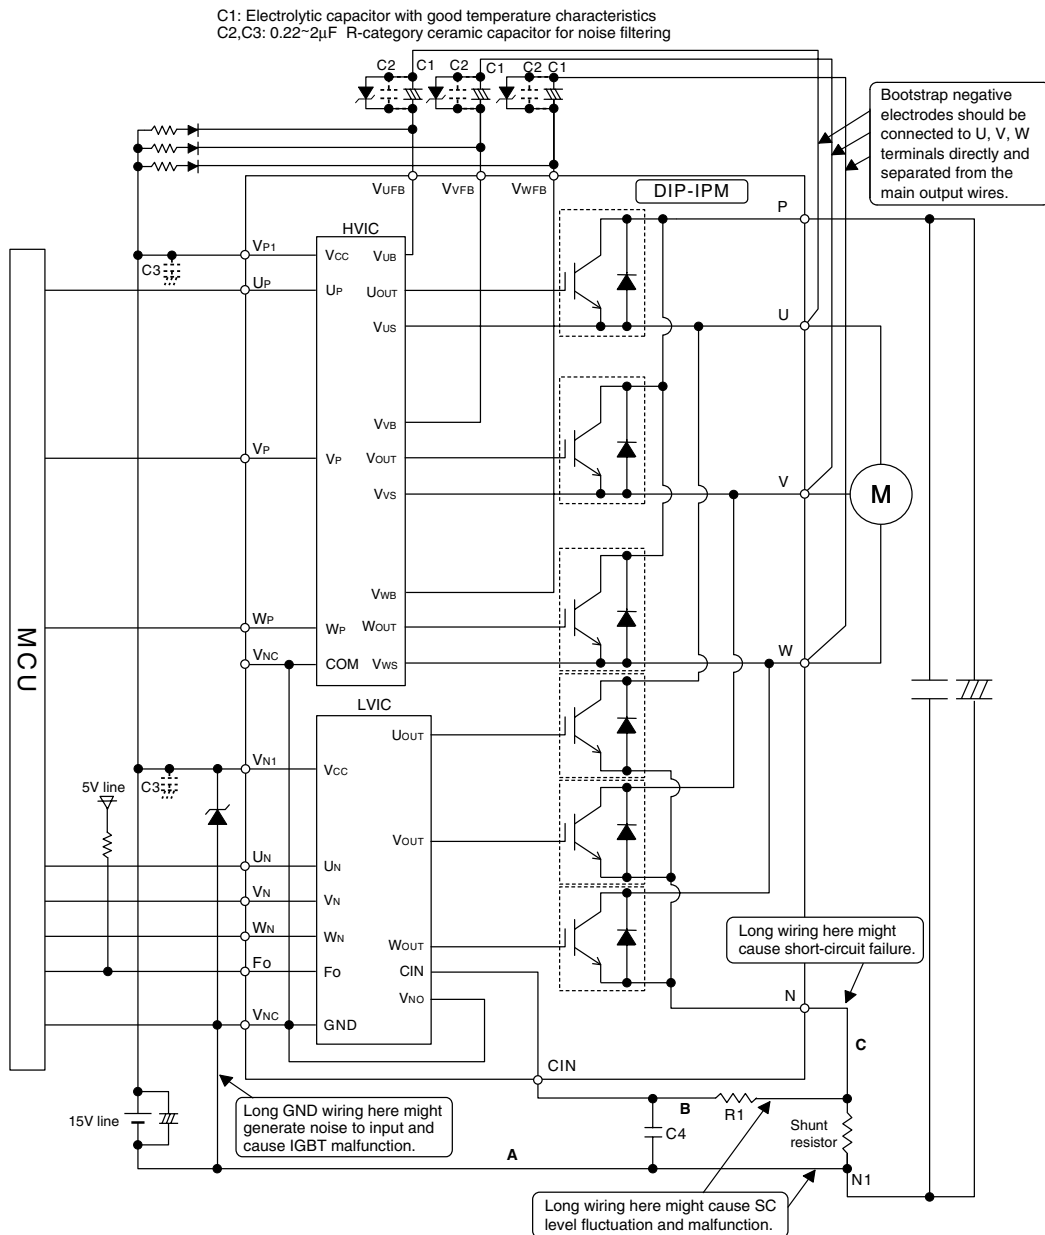 C1: Electrolytic capacitor with good temperature characteristics
C2,C3: 0.22~2μF  R-category ceramic capacitor for noise filtering
C2
C1
C2
C1
C2
C1
Bootstrap negative
electrodes should be
connected to U, V, W
terminals directly and
separated from the
main output wires.
VUFB
VVFB
VWFB
DIP-IPM
P
HVIC
VP1
VCC
VUB
C3
UP
UP
UOUT
U
VUS
VVB
VP
VP
VOUT
V
VVS
M
VWB
WP
WP
WOUT
W
VNC
COM
VWS
MCU
LVIC
UOUT
VN1
VCC
C3
5V line
VOUT
UN
UN
VN
VN
WN
WN
WOUT
Long wiring here might
cause short-circuit failure.
Fo
Fo
CIN
VNO
N
VNC
GND
C
CIN
15V line
Long GND wiring here might
generate noise to input and
cause IGBT malfunction.
B
R1
C4
Shunt
resistor
A
N1
Long wiring here might cause SC
level fluctuation and malfunction.